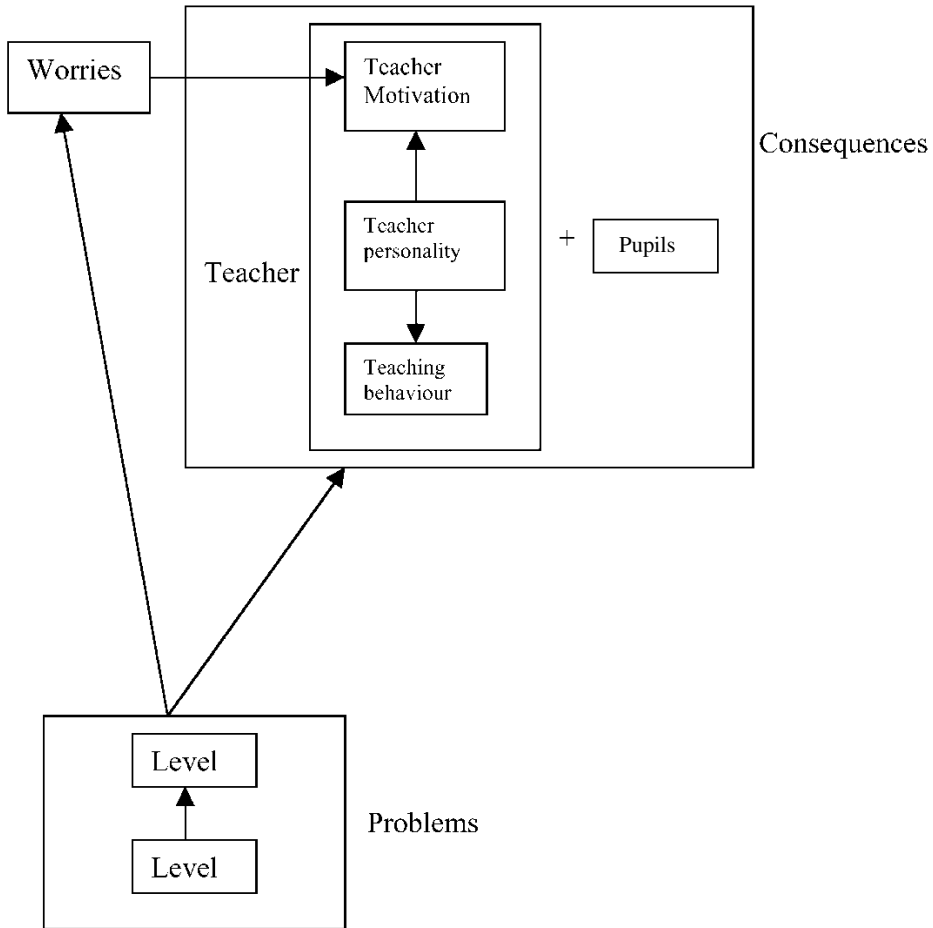 Worries
Teacher
Motivation
Consequences
Teacher
personality
+
Pupils
Teacher
Teaching
behaviour
Level
Problems
Level